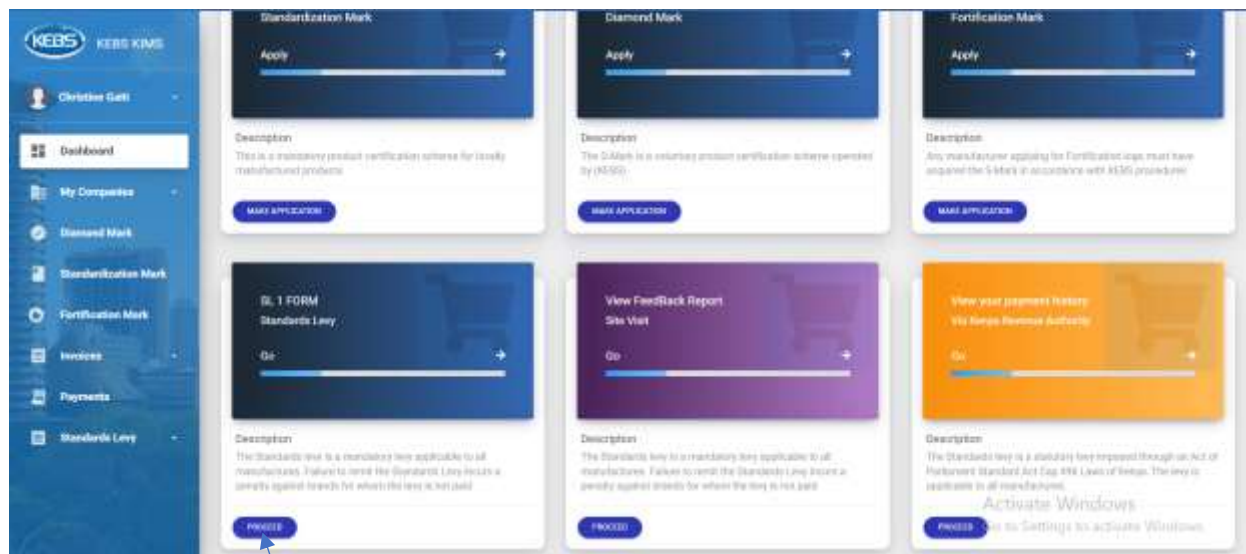 KEBS KEBS KIMS
Christine Gatti
Dashboard
My Companies
Diamond Mark
Standardization Mark
Fortification Mark
Invoices
Payments
Standards Levy
Standardization Mark
Apply
Description
This is a mandatory product certification scheme for locally
manufactured products
MAKE APPLICATION
Diamond Mark
Apply
Description
The D-Mark is a voluntary product certification scheme operated
by (KEBS)
MAKE APPLICATION
Fortification Mark
Apply
Description
Any manufacturer applying for Fortification logo must have
acquired the S-Mark in accordance with KEBS procedures
MAKE APPLICATION
SL 1 FORM
Standards Levy
Go
Description
The Standards levy is a mandatory levy applicable to all
manufactures. Failure to remit the Standards Levy incurs a
penalty against brands for whom the levy is not paid
PROCEED
View FeedBack Report
Site Visit
Go
Description
The Standards levy is a mandatory levy applicable to all
manufactures. Failure to remit the Standards Levy incurs a
penalty against brands for whom the levy is not paid
PROCEED
View your payment history
Via Kenya Revenue Authority
Go
Description
The Standards levy is a statutory levy imposed through an Act of
Parliament Standard Act Cap 496 Laws of Kenya. The levy is
applicable to all manufactures.
PROCEED
Activate Windows
Go to Settings to activate Windows.